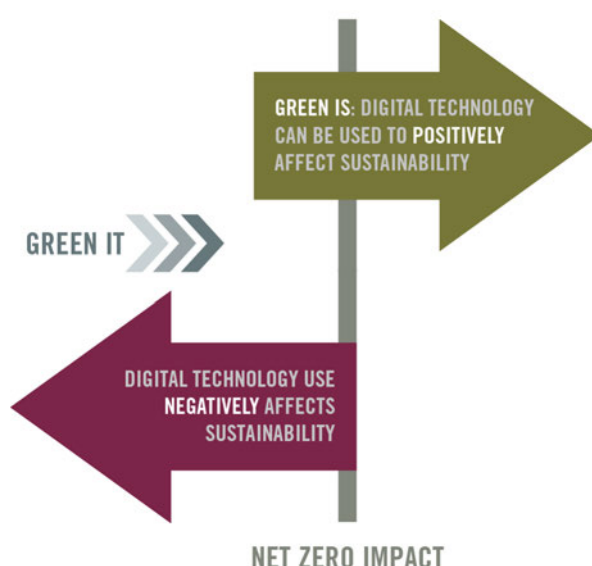 GREEN IS: DIGITAL TECHNOLOGY
CAN BE USED TO POSITIVELY
AFFECT SUSTAINABILITY
GREEN IT
DIGITAL TECHNOLOGY USE
NEGATIVELY AFFECTS
SUSTAINABILITY
NET ZERO IMPACT